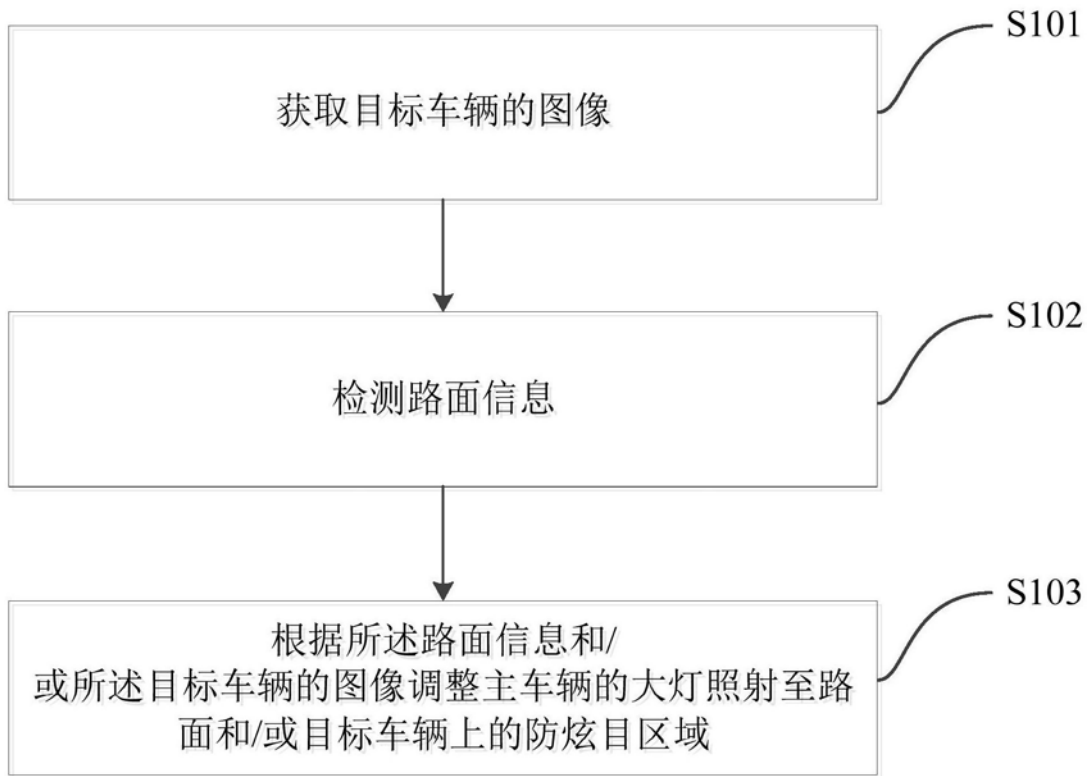 S101
获取目标车辆的图像
S102
检测路面信息
S103
根据所述路面信息和/
或所述目标车辆的图像调整主车辆的大灯照射至路
面和/或目标车辆上的防炫目区域